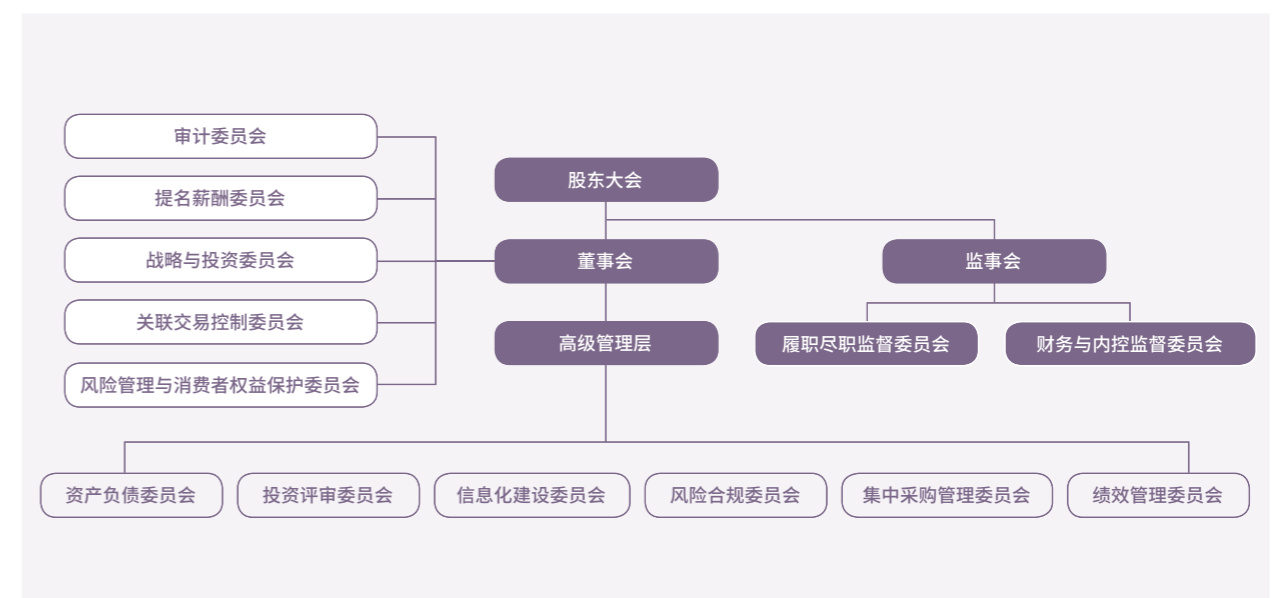 审计委员会
提名薪酬委员会
战略与投资委员会
关联交易控制委员会
风险管理与消费者权益保护委员会
股东大会
董事会
监事会
高级管理层
履职尽职监督委员会
财务与内控监督委员会
资产负债委员会
投资评审委员会
信息化建设委员会
风险合规委员会
集中采购管理委员会
绩效管理委员会